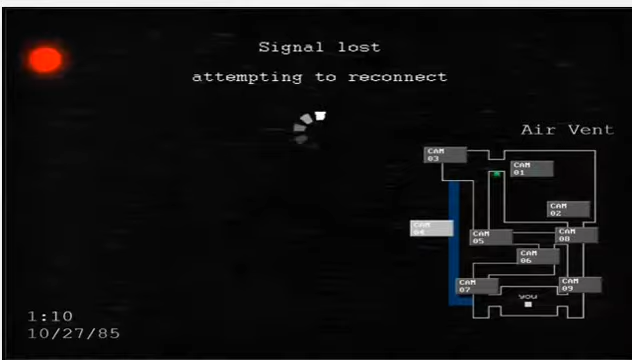 Signal lost
attempting to reconnect
Air Vent
CAM
03
CAM
01
CAM
02
CAM
04
CAM
05
CAM
08
CAM
06
CAM
07
CAM
09
YOU
1:10
10/27/85